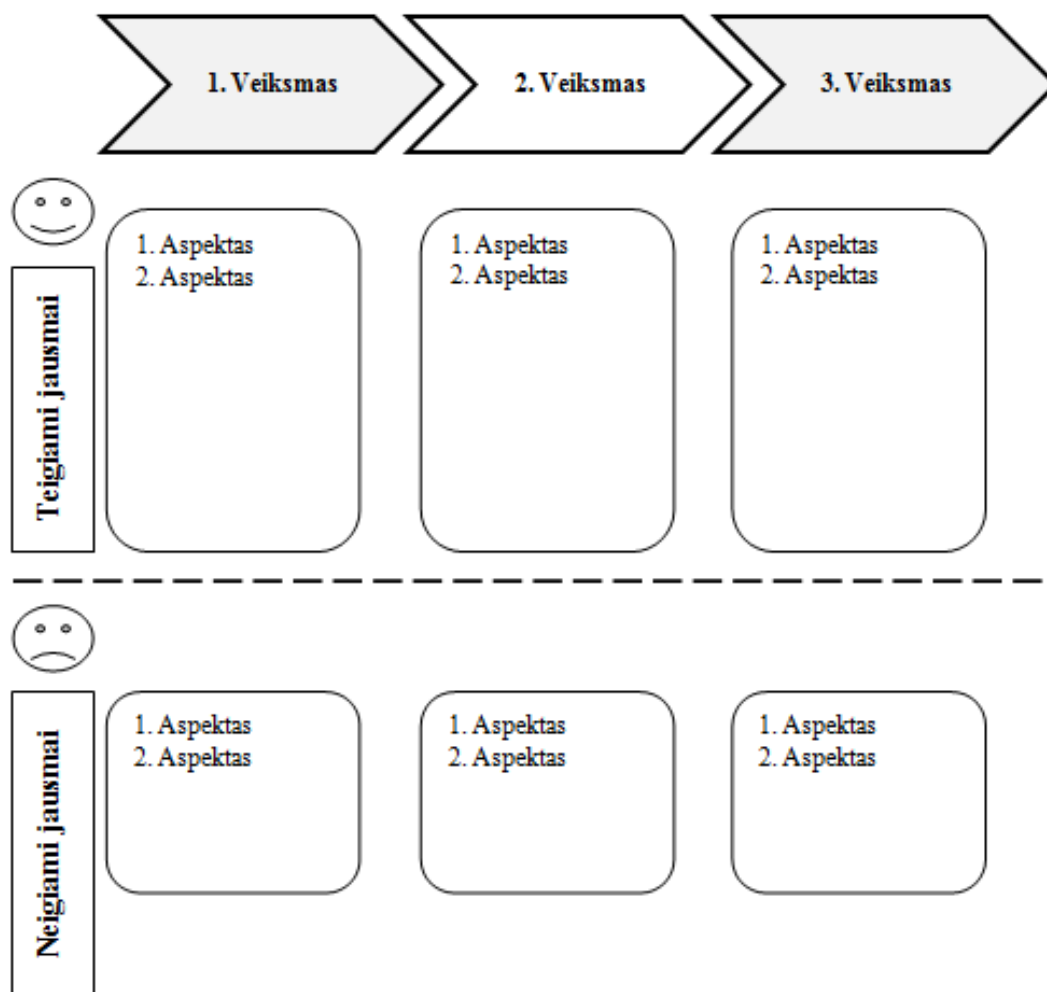 1. Veiksmas
2. Veiksmas
3. Veiksmas
Teigiami jausmai
1. Aspektas
2. Aspektas
1. Aspektas
2. Aspektas
1. Aspektas
2. Aspektas
Neigiami jausmai
1. Aspektas
2. Aspektas
1. Aspektas
2. Aspektas
1. Aspektas
2. Aspektas